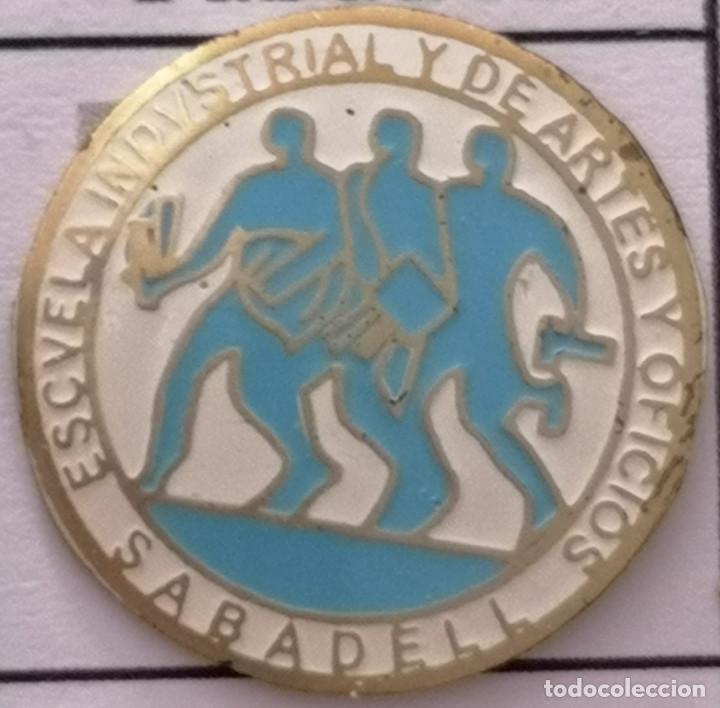 ESCVELA INDVSTRIAL Y DE ARTES Y OFICIOS
SABADELL
todocoleccion